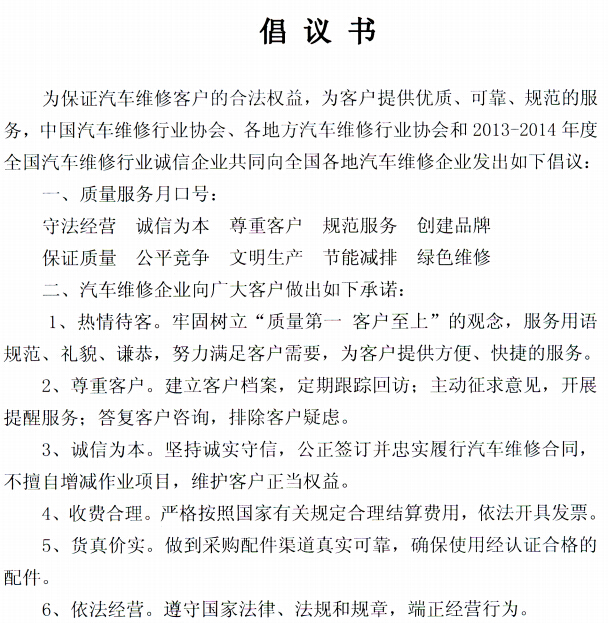 倡 议 书
为保证汽车维修客户的合法权益，为客户提供优质、可靠、规范的服
务，中国汽车维修行业协会、各地方汽车维修行业协会和 2013-2014 年度
全国汽车维修行业诚信企业共同向全国各地汽车维修企业发出如下倡议：
一、质量服务月口号：
守法经营 诚信为本 尊重客户 规范服务 创建品牌
保证质量 公平竞争 文明生产 节能减排 绿色维修
二、汽车维修企业向广大客户做出如下承诺：
1、热情待客。牢固树立“质量第一 客户至上”的观念，服务用语
规范、礼貌、谦恭，努力满足客户需要，为客户提供方便、快捷的服务。
2、尊重客户。建立客户档案，定期跟踪回访；主动征求意见，开展
提醒服务；答复客户咨询，排除客户疑虑。
3、诚信为本。坚持诚实守信，公正签订并忠实履行汽车维修合同，
不擅自增减作业项目，维护客户正当权益。
4、收费合理。严格按照国家有关规定合理结算费用，依法开具发票。
5、货真价实。做到采购配件渠道真实可靠，确保使用经认证合格的
配件。
6、依法经营。遵守国家法律、法规和规章，端正经营行为。